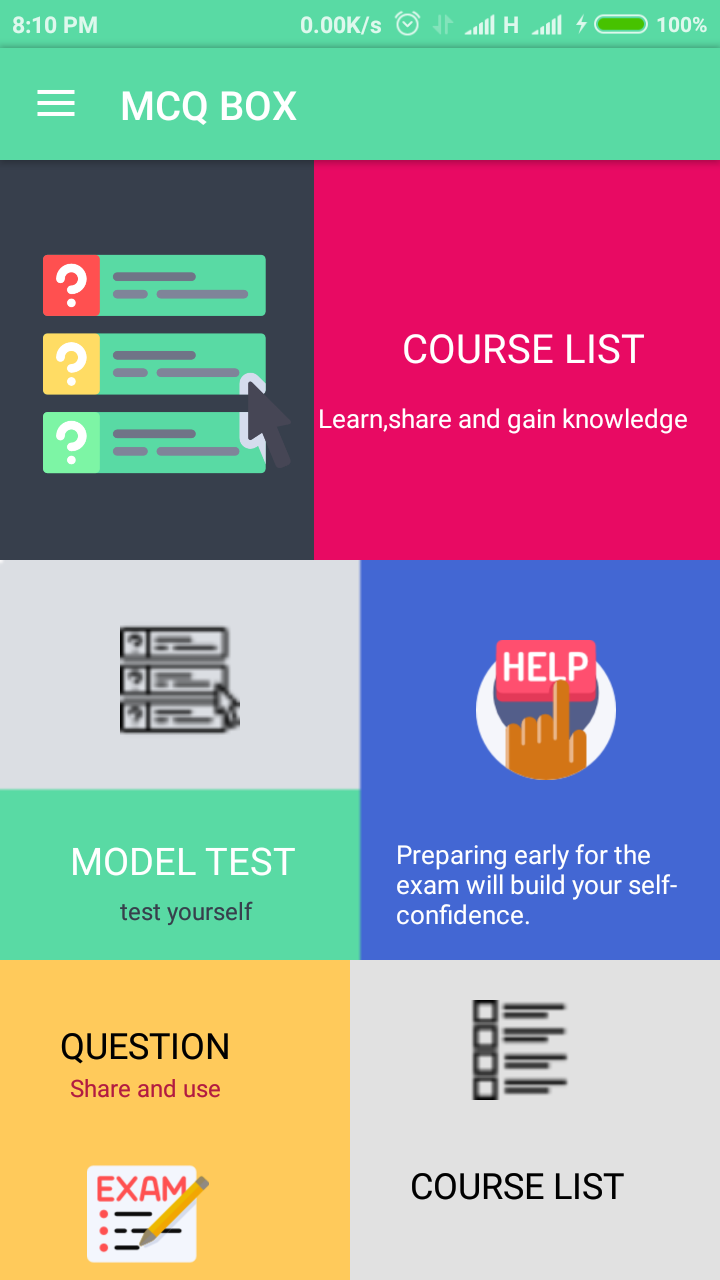 8:10 PM 0.00K/s H 100%
MCQ BOX
?
?
?
COURSE LIST
Learn,share and gain knowledge
?
?
?
HELP
MODEL TEST
test yourself
Preparing early for the
exam will build your self-
confidence.
QUESTION
Share and use
EXAM
COURSE LIST